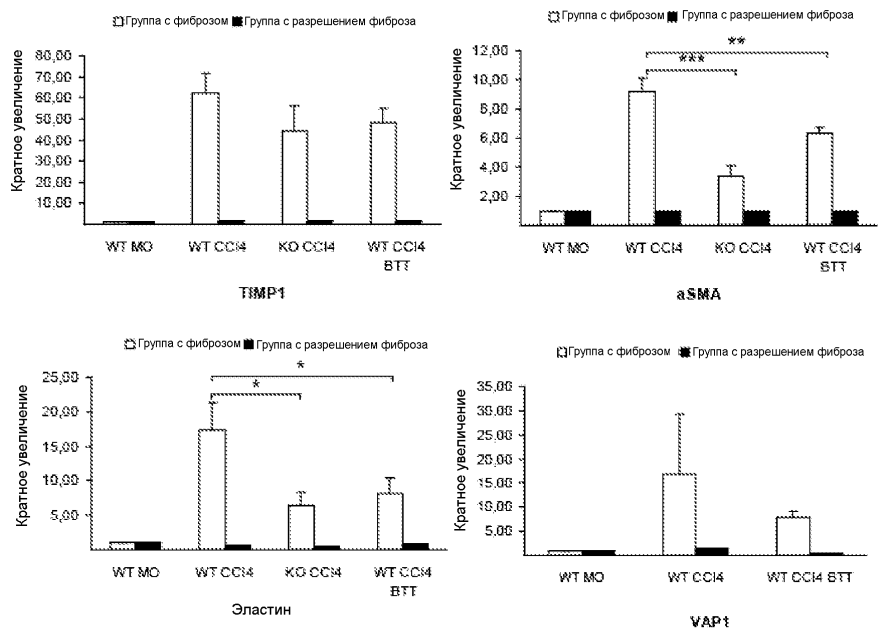 Группа с фиброзом Группа с разрешением фиброза
Кратное увеличение
80,00
70,00
60,00
50,00
40,00
30,00
20,00
10,00
WT MO WT CCl4 KO CCl4 WT CCl4 BTT
TIMP1
Группа с фиброзом Группа с разрешением фиброза
Кратное увеличение
12,00
10,00
8,00
6,00
4,00
2,00
**
***
WT MO WT CCl4 KO CCl4 WT CCl4 BTT
aSMA
Группа с фиброзом Группа с разрешением фиброза
Кратное увеличение
25,00
20,00
15,00
10,00
5,00
*
*
WT MO WT CCl4 KO CCl4 WT CCl4 BTT
Эластин
Группа с фиброзом Группа с разрешением фиброза
Кратное увеличение
35,00
30,00
25,00
20,00
15,00
10,00
5,00
WT MO WT CCl4 WT CCl4 BTT
VAP1